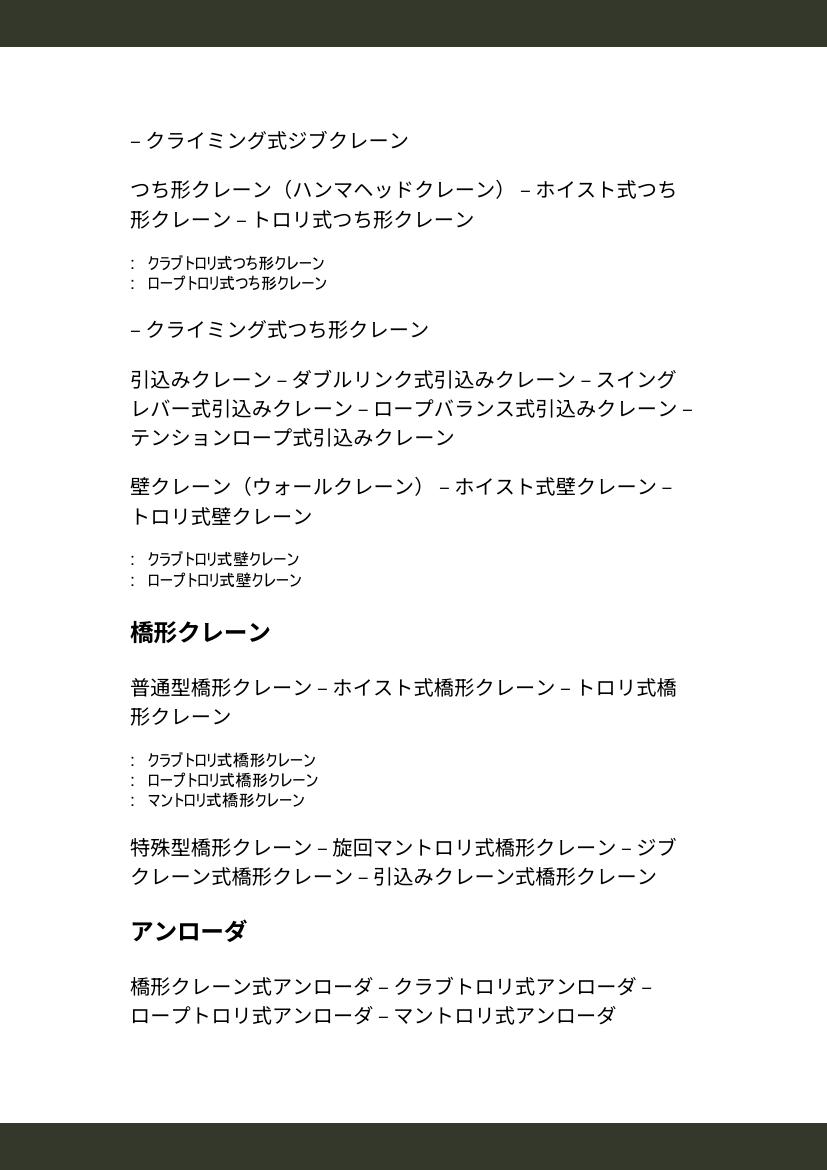 – クライミング式ジブクレーン
つち形クレーン（ハンマヘッドクレーン） – ホイスト式つち
形クレーン – トロリ式つち形クレーン
: クラブトロリ式つち形クレーン
: ロープトロリ式つち形クレーン
– クライミング式つち形クレーン
引込みクレーン – ダブルリンク式引込みクレーン – スイング
レバー式引込みクレーン – ロープバランス式引込みクレーン –
テンションロープ式引込みクレーン
壁クレーン（ウォールクレーン） – ホイスト式壁クレーン –
トロリ式壁クレーン
: クラブトロリ式壁クレーン
: ロープトロリ式壁クレーン
橋形クレーン
普通型橋形クレーン – ホイスト式橋形クレーン – トロリ式橋
形クレーン
: クラブトロリ式橋形クレーン
: ロープトロリ式橋形クレーン
: マントロリ式橋形クレーン
特殊型橋形クレーン – 旋回マントロリ式橋形クレーン – ジブ
クレーン式橋形クレーン – 引込みクレーン式橋形クレーン
アンローダ
橋形クレーン式アンローダ – クラブトロリ式アンローダ –
ロープトロリ式アンローダ – マントロリ式アンローダ